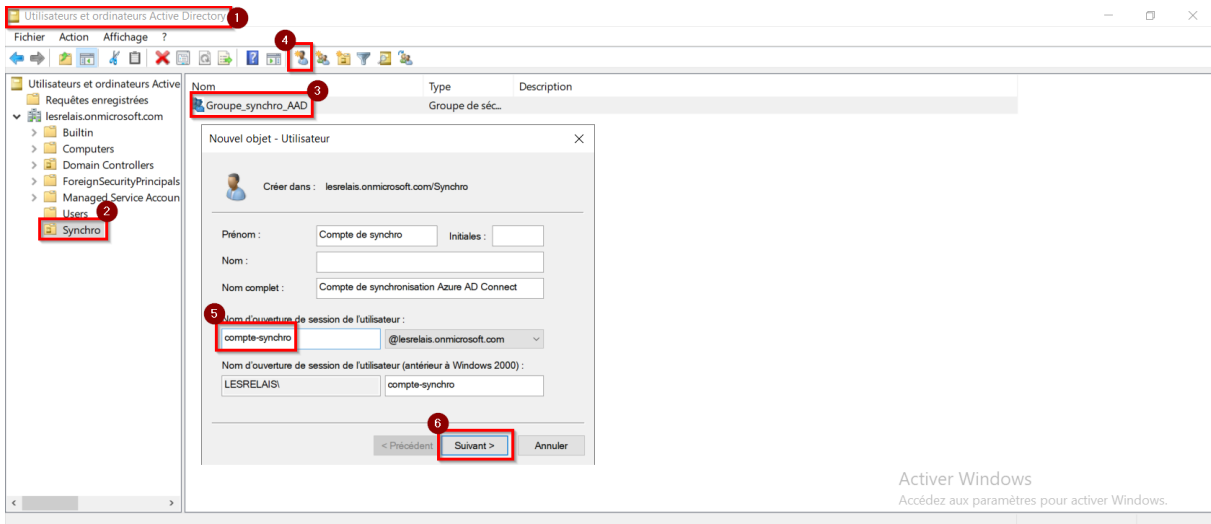 Utilisateurs et ordinateurs Active Directory
1
Fichier Action Affichage ?
4
Utilisateurs et ordinateurs Active
Requêtes enregistrées
lesrelais.onmicrosoft.com
Builtin
Computers
Domain Controllers
ForeignSecurityPrincipals
Managed Service Accoun
Users
2
Synchro
Nom Type Description
3
Groupe_synchro_AAD Groupe de séc...
Nouvel objet - Utilisateur
Créer dans : lesrelais.onmicrosoft.com/Synchro
Prénom : Compte de synchro Initiales :
Nom :
Nom complet : Compte de synchronisation Azure AD Connect
5
Nom d'ouverture de session de l'utilisateur :
compte-synchro @lesrelais.onmicrosoft.com
Nom d'ouverture de session de l'utilisateur (antérieur à Windows 2000) :
LESRELAIS\ compte-synchro
6
< Précédent Suivant > Annuler
Activer Windows
Accédez aux paramètres pour activer Windows.